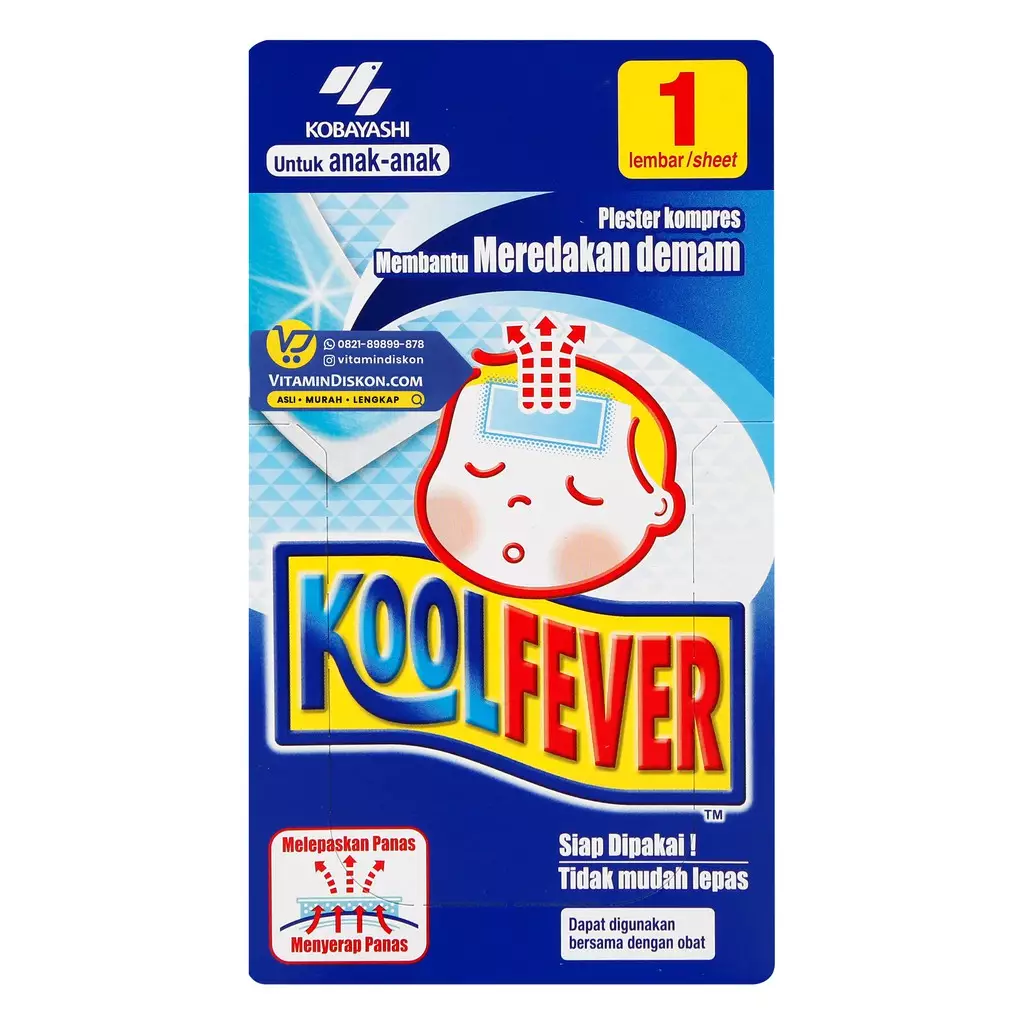 KOBAYASHI
Untuk anak-anak
1
lembar/sheet
Plester kompres
Membantu Meredakan demam
0821-89899-878
vitamindiskon
VITAMINDISKON.COM
ASLI • MURAH • LENGKAP
KOOLFEVER
TM
Melepaskan Panas
Menyerap Panas
Siap Dipakai !
Tidak mudah lepas
Dapat digunakan
bersama dengan obat